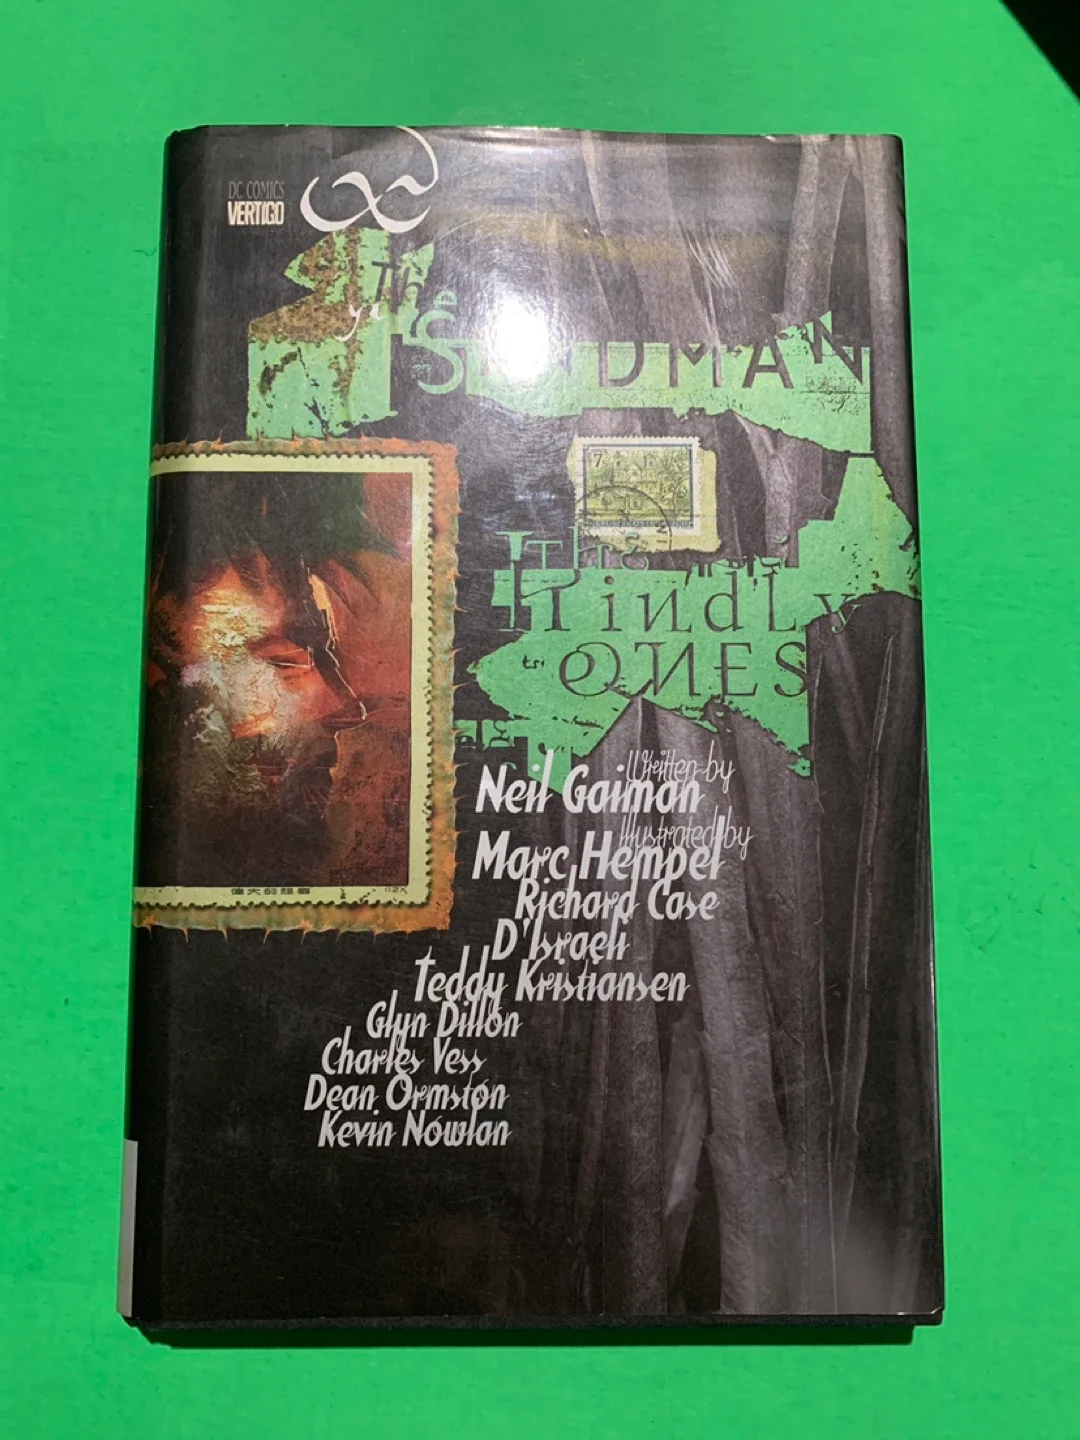 DC COMICS
VERTIGO
The
SANDMAN
7
The
Kindly
ONES
Written by
Neil Gaiman
Illustrated by
Marc Hempel
Richard Case
D'Israeli
Teddy Kristiansen
Glyn Dillon
Charles Vess
Dean Ormston
Kevin Nowlan